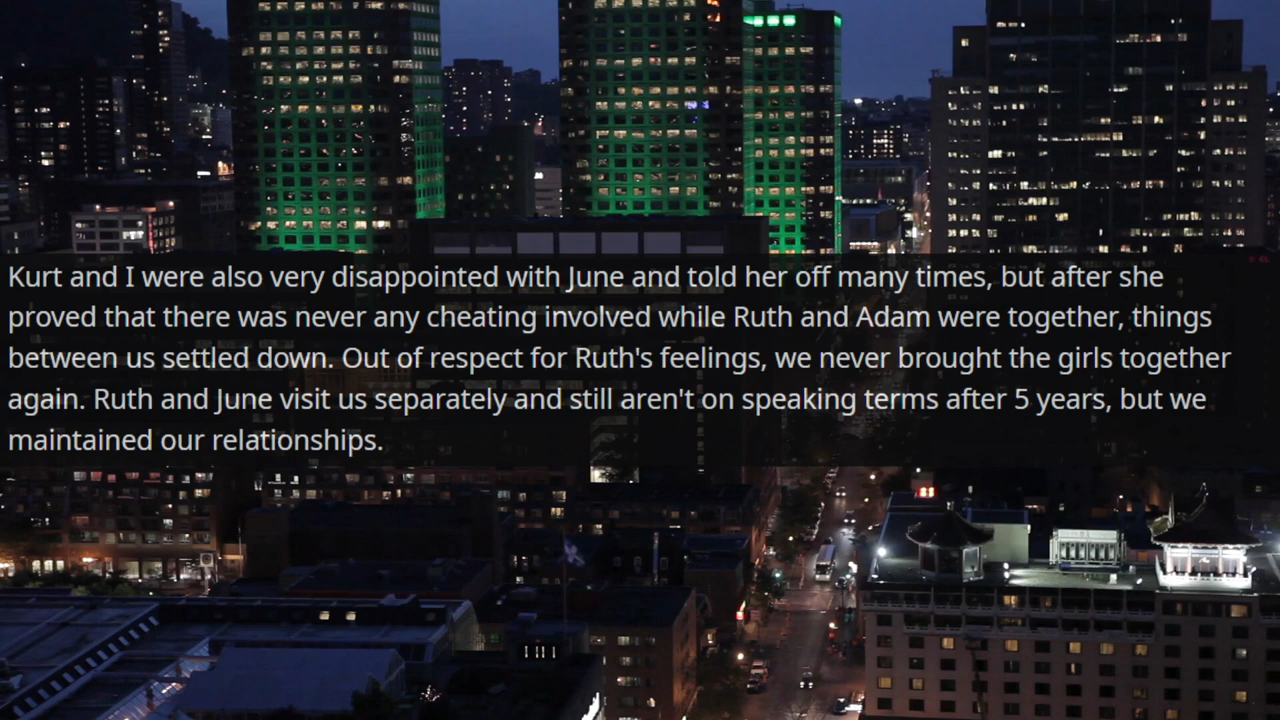 Kurt and I were also very disappointed with June and told her off many times, but after she
proved that there was never any cheating involved while Ruth and Adam were together, things
between us settled down. Out of respect for Ruth's feelings, we never brought the girls together
again. Ruth and June visit us separately and still aren't on speaking terms after 5 years, but we
maintained our relationships.